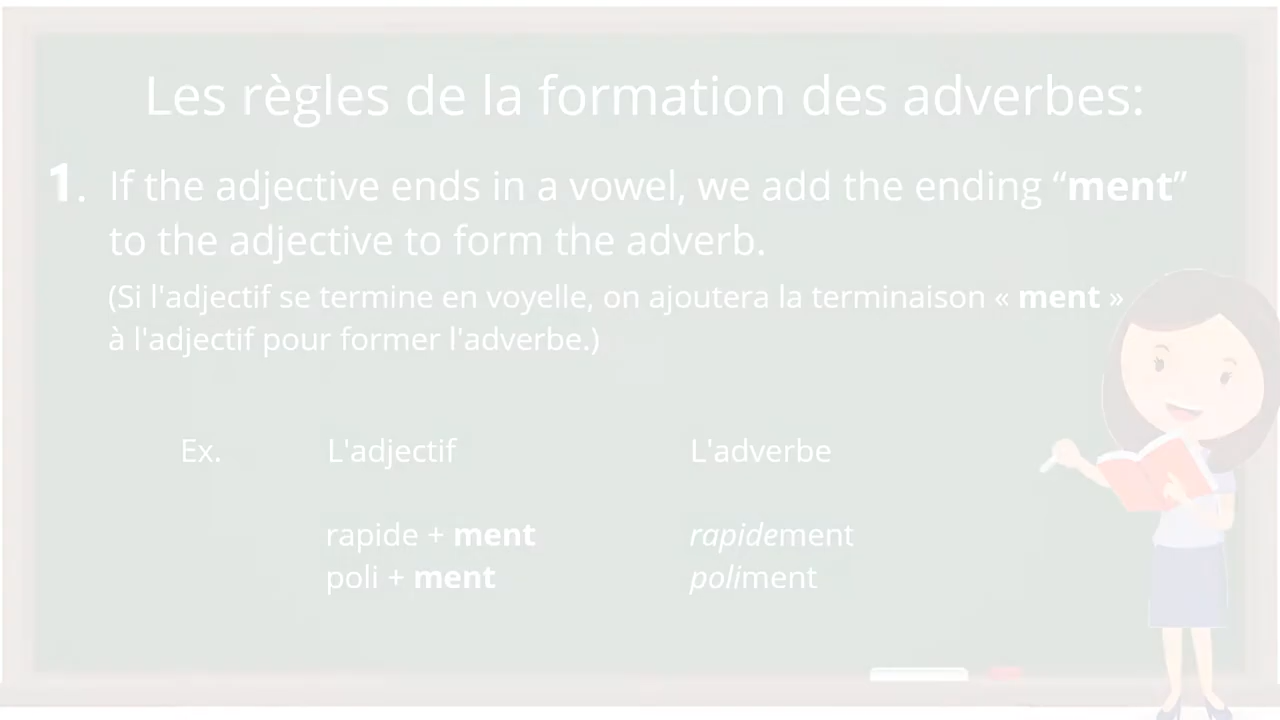 Les règles de la formation des adverbes:
1. If the adjective ends in a vowel, we add the ending “ment”
to the adjective to form the adverb.
(Si l'adjectif se termine en voyelle, on ajoutera la terminaison « ment »
à l'adjectif pour former l'adverbe.)
Ex. L'adjectif L'adverbe
rapide + ment rapidement
poli + ment poliment